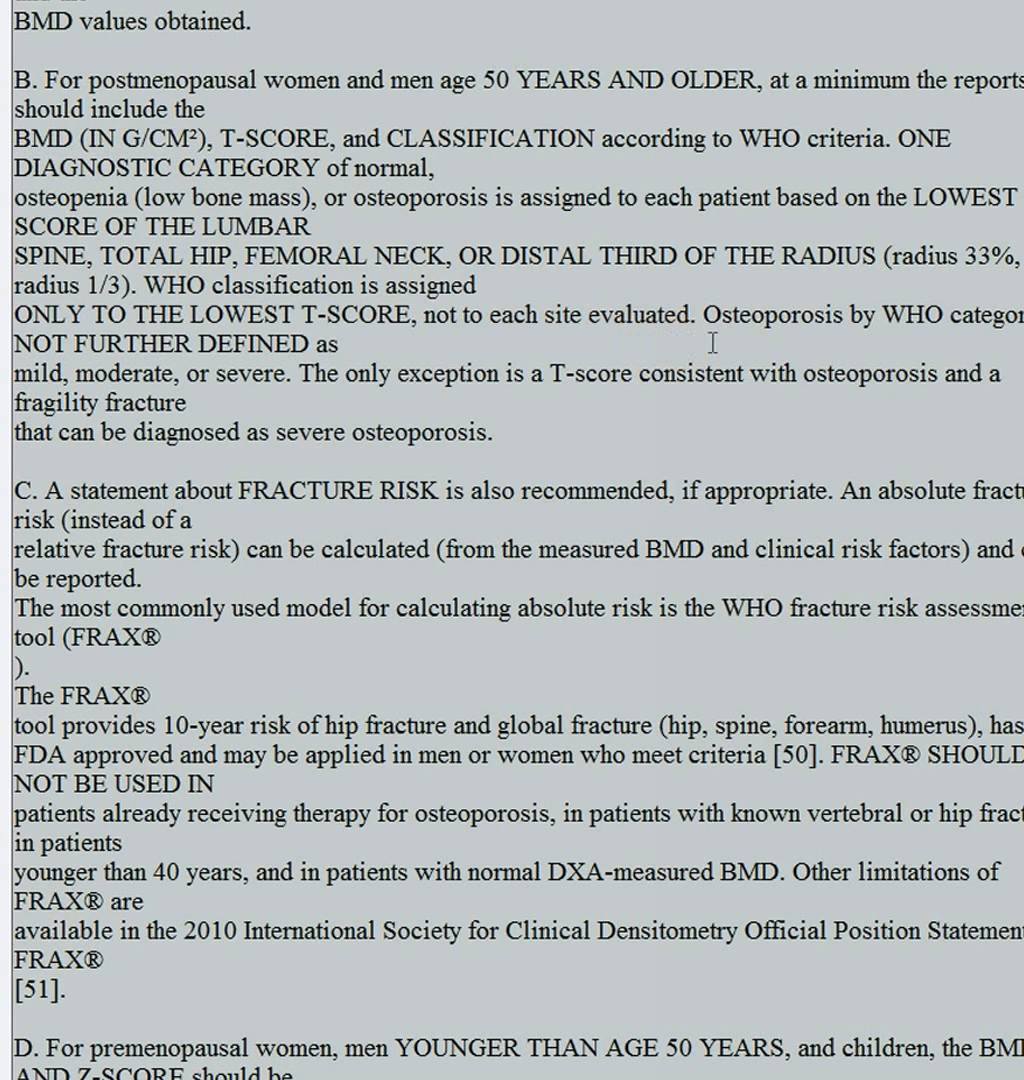 BMD values obtained.
B. For postmenopausal women and men age 50 YEARS AND OLDER, at a minimum the reports
should include the
BMD (IN G/CM²), T-SCORE, and CLASSIFICATION according to WHO criteria. ONE
DIAGNOSTIC CATEGORY of normal,
osteopenia (low bone mass), or osteoporosis is assigned to each patient based on the LOWEST
SCORE OF THE LUMBAR
SPINE, TOTAL HIP, FEMORAL NECK, OR DISTAL THIRD OF THE RADIUS (radius 33%,
radius 1/3). WHO classification is assigned
ONLY TO THE LOWEST T-SCORE, not to each site evaluated. Osteoporosis by WHO
NOT FURTHER DEFINED as
mild, moderate, or severe. The only exception is a T-score consistent with osteoporosis and a
fragility fracture
that can be diagnosed as severe osteoporosis.
C. A statement about FRACTURE RISK is also recommended, if appropriate. An absolute
risk (instead of a
relative fracture risk) can be calculated (from the measured BMD and clinical risk factors) and
be reported.
The most commonly used model for calculating absolute risk is the WHO fracture risk
tool (FRAX®
).
The FRAX®
tool provides 10-year risk of hip fracture and global fracture (hip, spine, forearm, humerus), has
FDA approved and may be applied in men or women who meet criteria [50]. FRAX® SHOULD
NOT BE USED IN
patients already receiving therapy for osteoporosis, in patients with known vertebral or hip
in patients
younger than 40 years, and in patients with normal DXA-measured BMD. Other limitations of
FRAX® are
available in the 2010 International Society for Clinical Densitometry Official Position
FRAX®
[51].
D. For premenopausal women, men YOUNGER THAN AGE 50 YEARS, and children, the
AND Z-SCORE should be